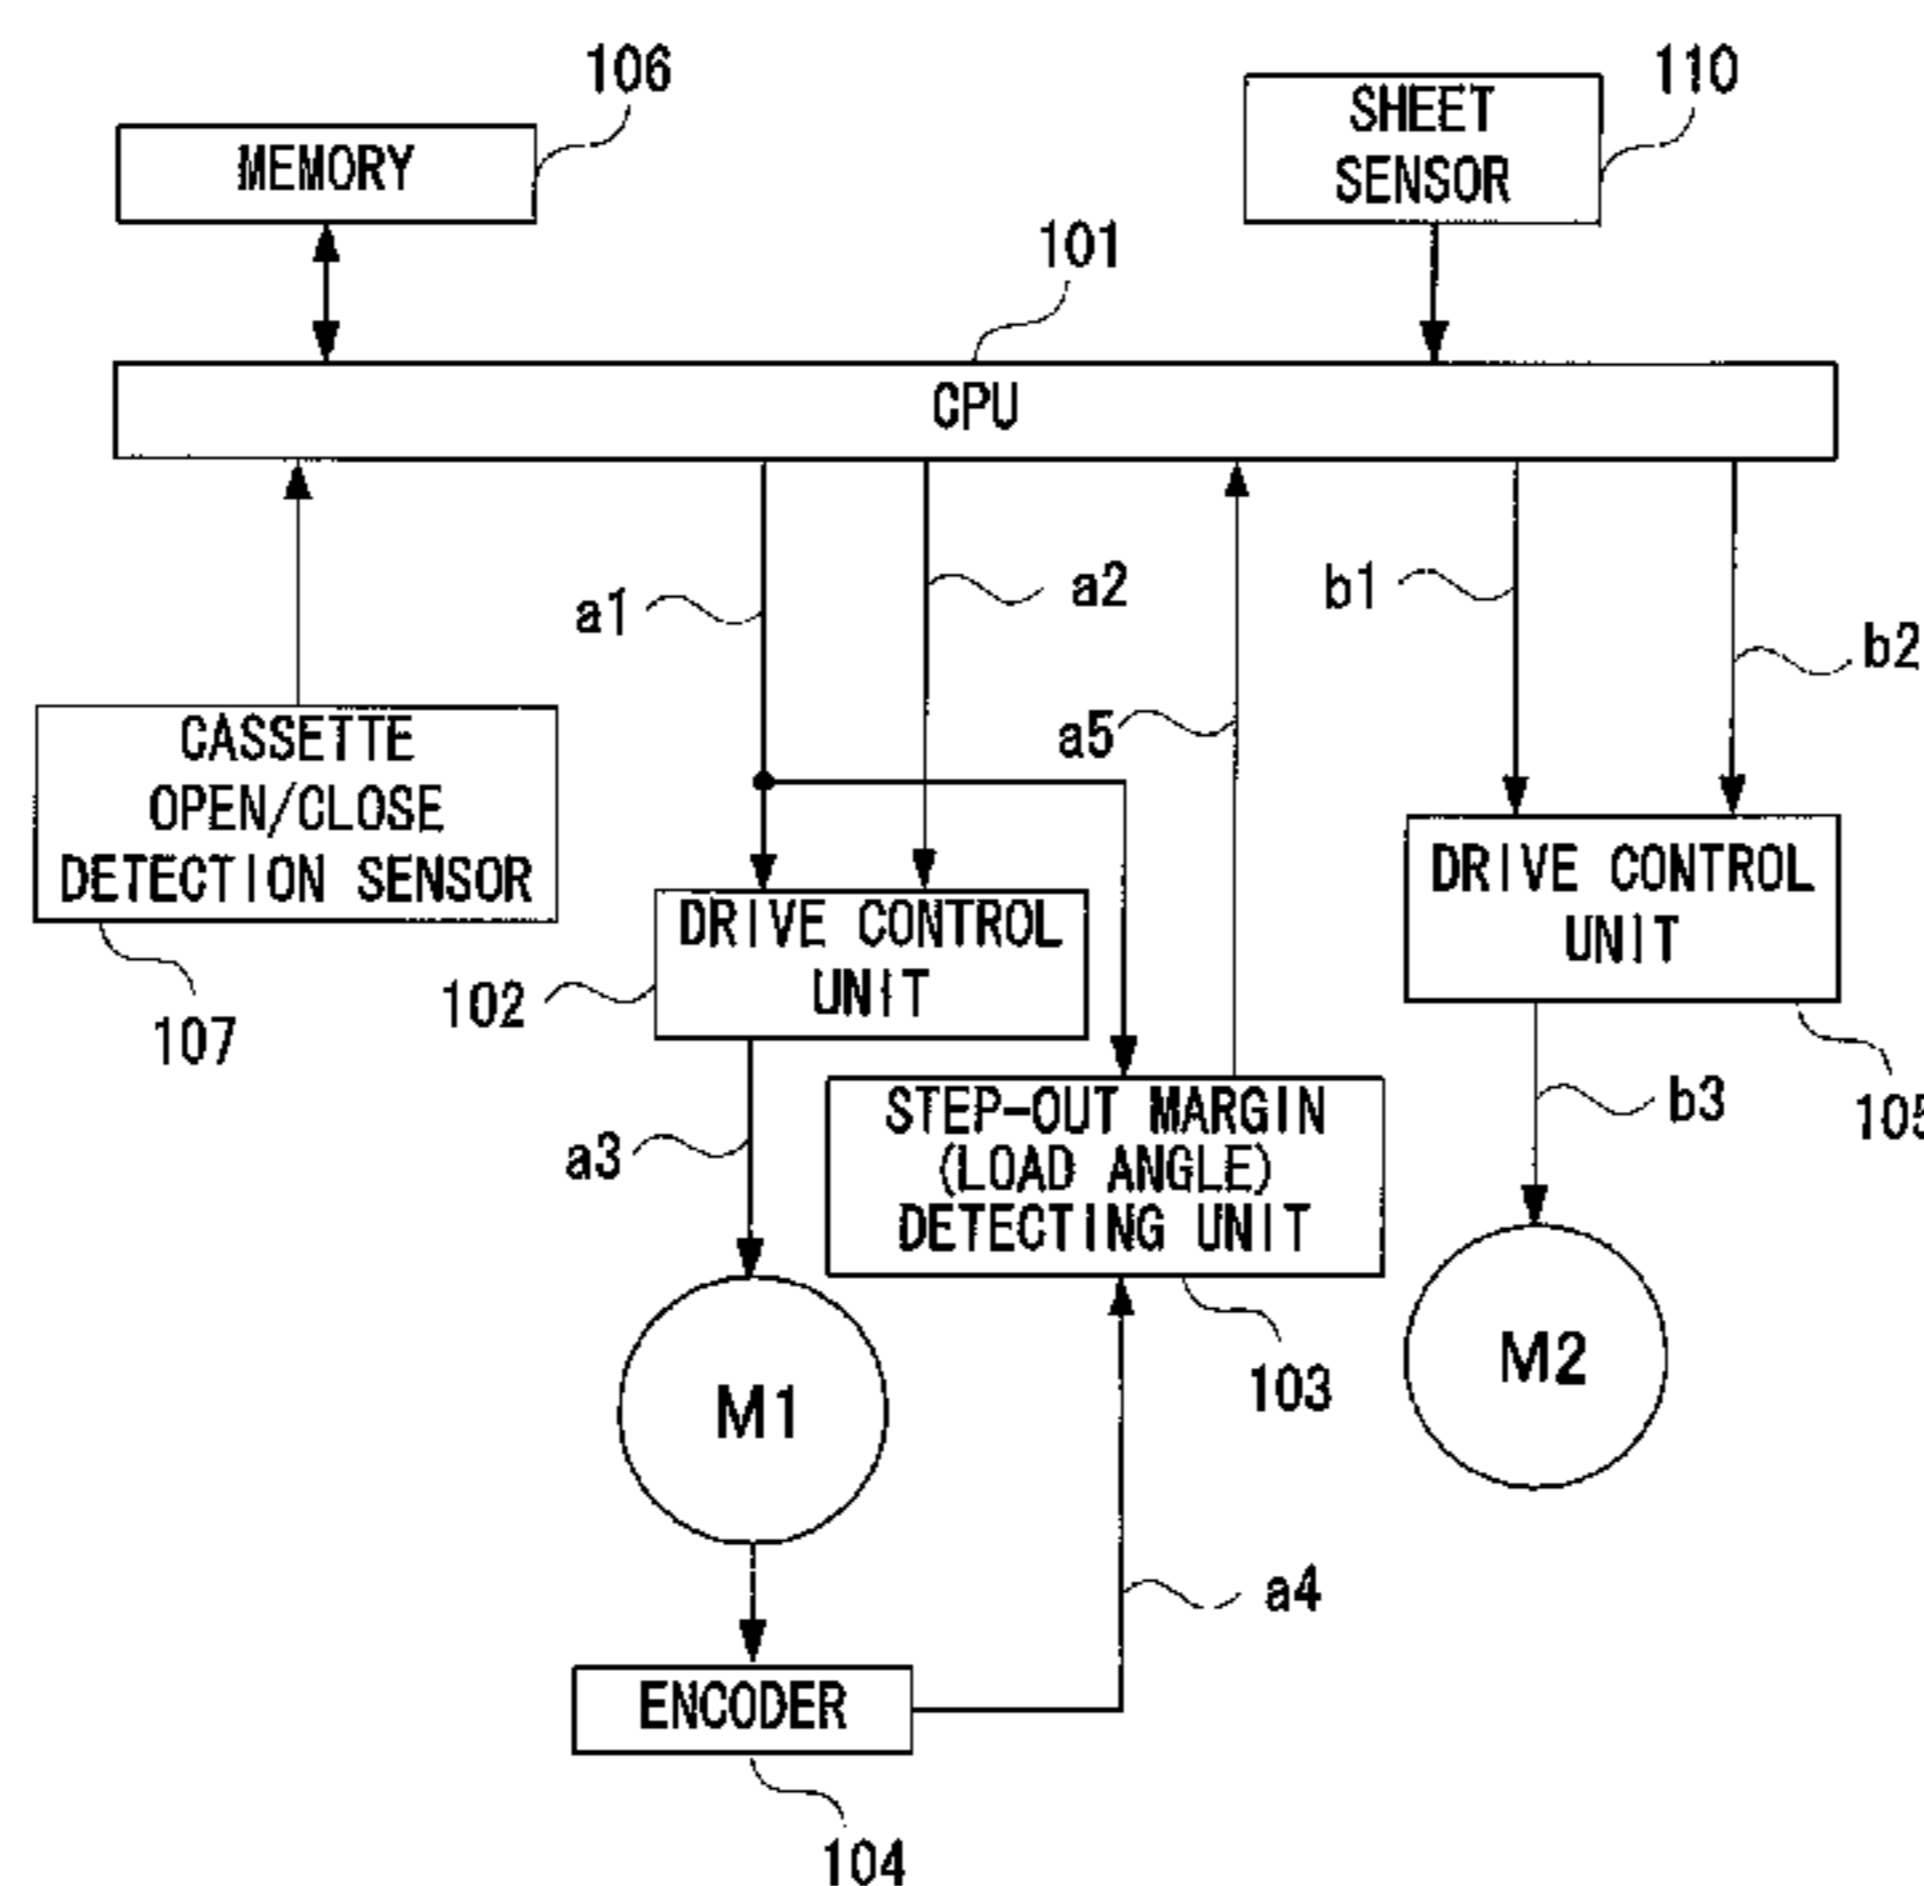 106
MEMORY
110
SHEET
SENSOR
101
CPU
a1
a2
b1
b2
a5
CASSETTE
OPEN/CLOSE
DETECTION SENSOR
107
DRIVE CONTROL
UNIT
102
DRIVE CONTROL
UNIT
105
a3
STEP-OUT MARGIN
(LOAD ANGLE)
DETECTING UNIT
103
b3
M1
M2
a4
ENCODER
104